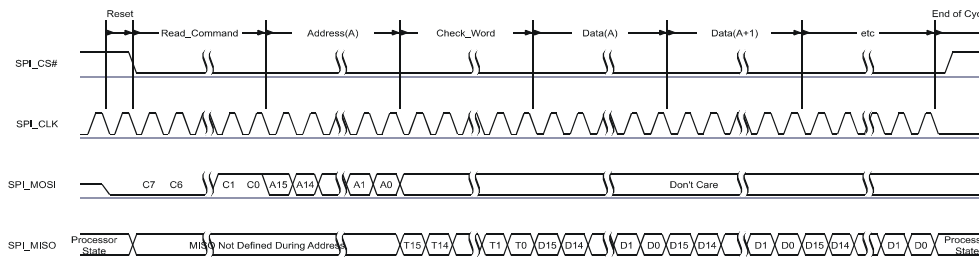 Reset
End of Cyc
Read_Command Address(A) Check_Word Data(A) Data(A+1) etc
SPI_CS#
SPI_CLK
SPI_MOSI C7 C6 C1 C0 A15 A14 A1 A0 Don't Care
SPI_MISO Processor State MISO Not Defined During Address T15 T14 T1 T0 D15 D14 D1 D0 D15 D14 D1 D0 D15 D14 D1 D0 Process State